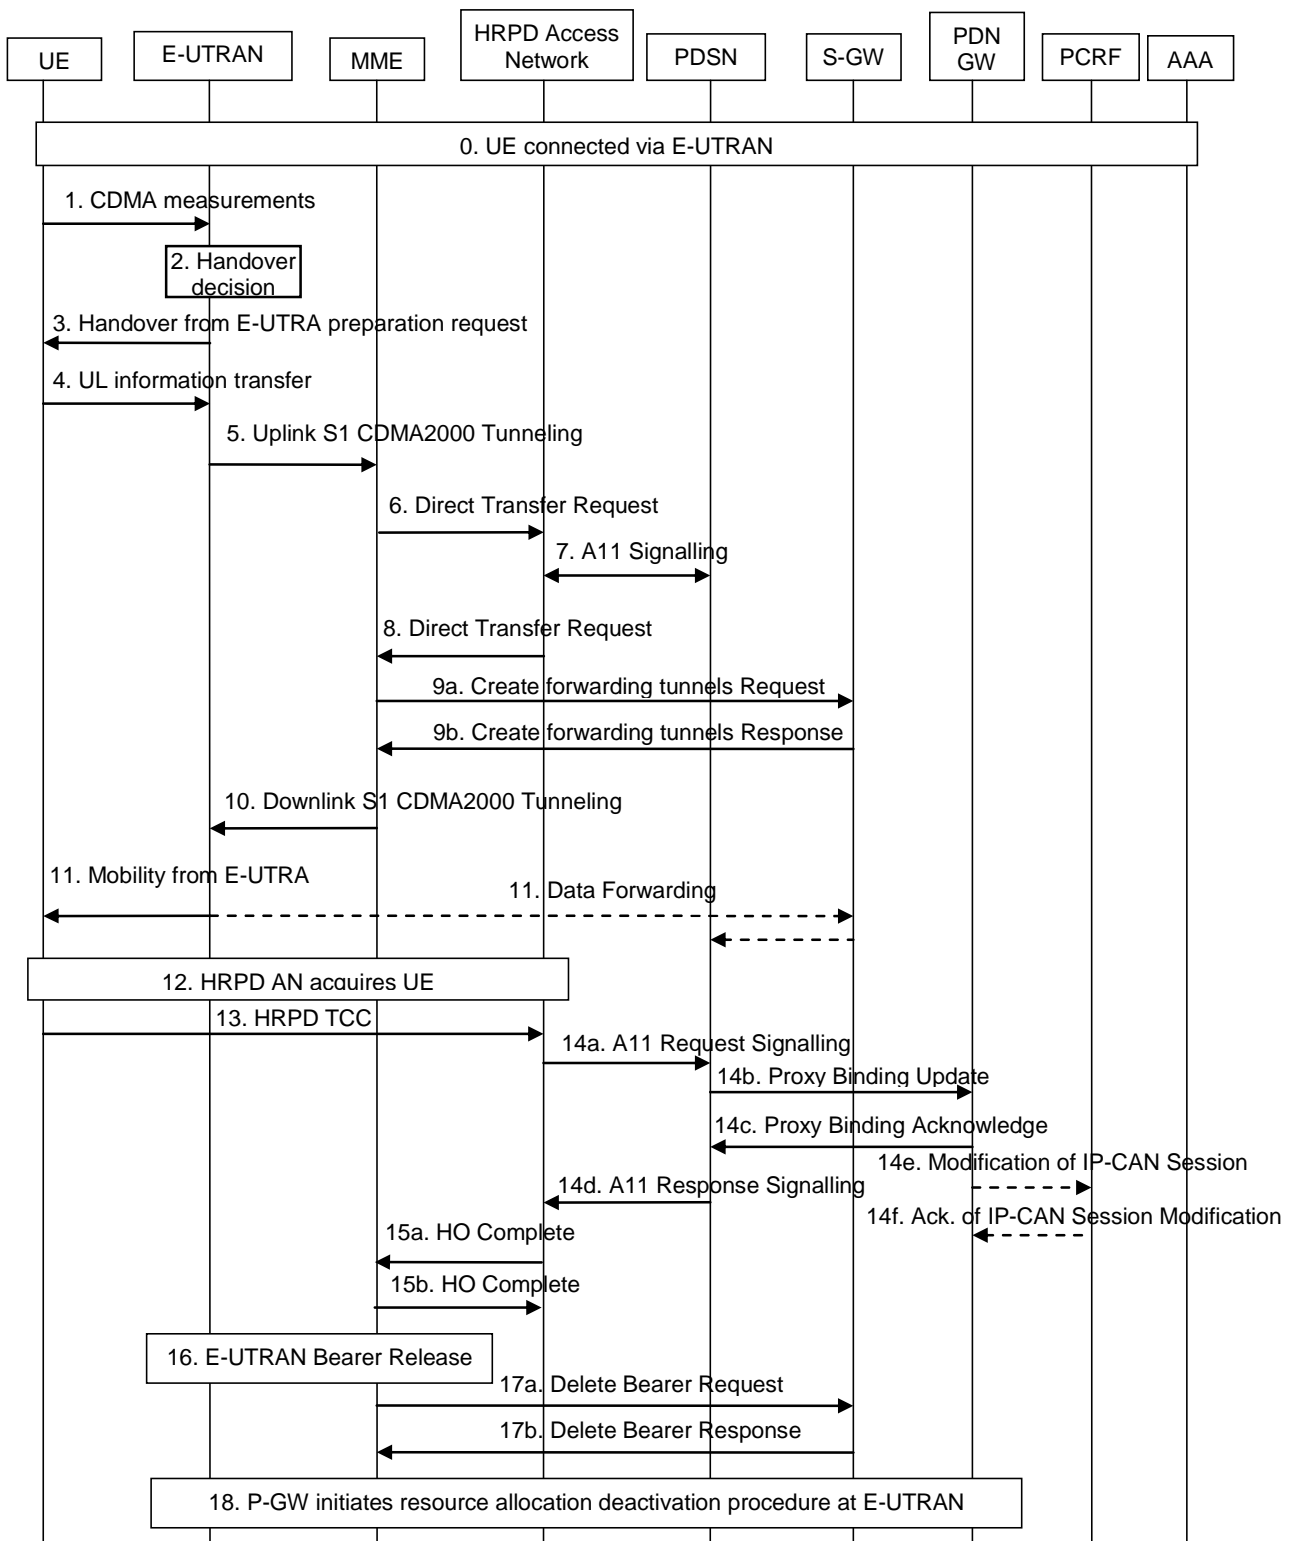 UE
E-UTRAN
MME
HRPD Access
Network
PDSN
S-GW
PDN
GW
PCRF
AAA
0. UE connected via E-UTRAN
1. CDMA measurements
2. Handover
decision
3. Handover from E-UTRA preparation request
4. UL information transfer
5. Uplink S1 CDMA2000 Tunneling
6. Direct Transfer Request
7. A11 Signalling
8. Direct Transfer Request
9a. Create forwarding tunnels Request
9b. Create forwarding tunnels Response
10. Downlink S1 CDMA2000 Tunneling
11. Mobility from E-UTRA
11. Data Forwarding
12. HRPD AN acquires UE
13. HRPD TCC
14a. A11 Request Signalling
14b. Proxy Binding Update
14c. Proxy Binding Acknowledge
14e. Modification of IP-CAN Session
14d. A11 Response Signalling
14f. Ack. of IP-CAN Session Modification
15a. HO Complete
15b. HO Complete
16. E-UTRAN Bearer Release
17a. Delete Bearer Request
17b. Delete Bearer Response
18. P-GW initiates resource allocation deactivation procedure at E-UTRAN